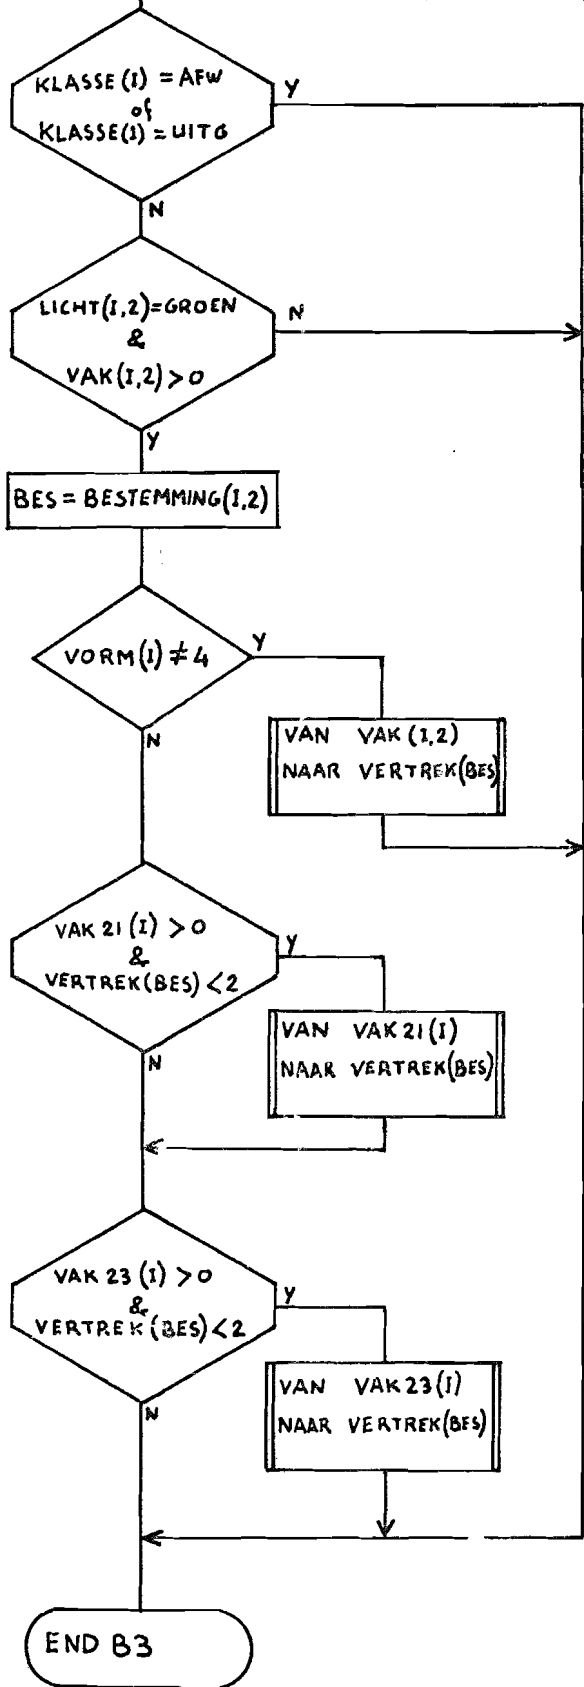 KLASSE(I) = AFW
of
KLASSE(I) = UITG
Y
N
LICHT(I,2)=GROEN
&
VAK(I,2) > 0
N
Y
BES = BESTEMMING(I,2)
VORM(I) ≠ 4
Y
N
VAN VAK(I,2)
NAAR VERTREK(BES)
VAK 21(I) > 0
&
VERTREK(BES) < 2
Y
N
VAN VAK 21(I)
NAAR VERTREK(BES)
VAK 23(I) > 0
&
VERTREK(BES) < 2
Y
N
VAN VAK 23(I)
NAAR VERTREK(BES)
END B3